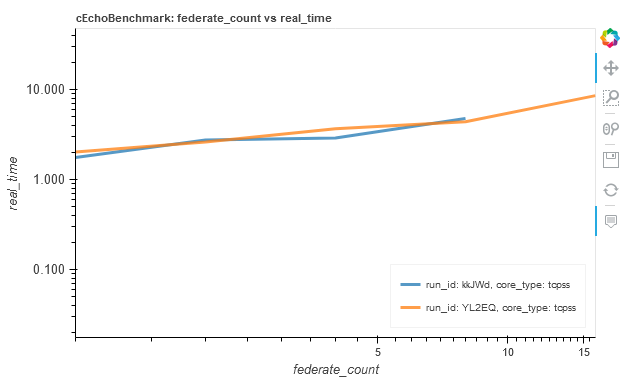 cEchoBenchmark: federate_count vs real_time
10.000
1.000
0.100
real_time
run_id: kkJWd, core_type: tcpss
run_id: YL2EQ, core_type: tcpss
5
10
15
federate_count